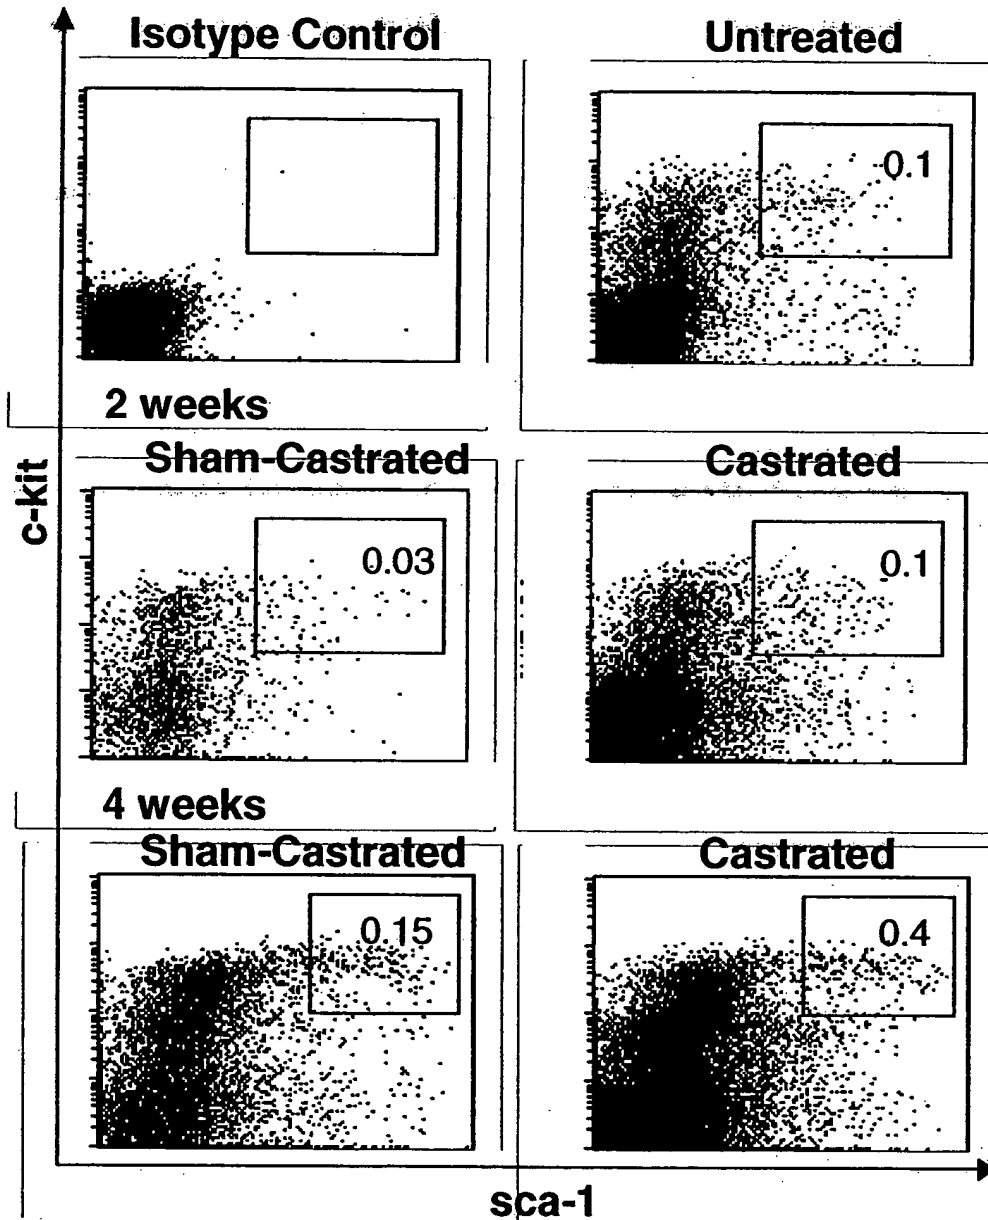 Isotype Control
Untreated
0.1
2 weeks
Sham-Castrated
Castrated
0.03
0.1
4 weeks
Sham-Castrated
Castrated
0.15
0.4
c-kit
sca-1